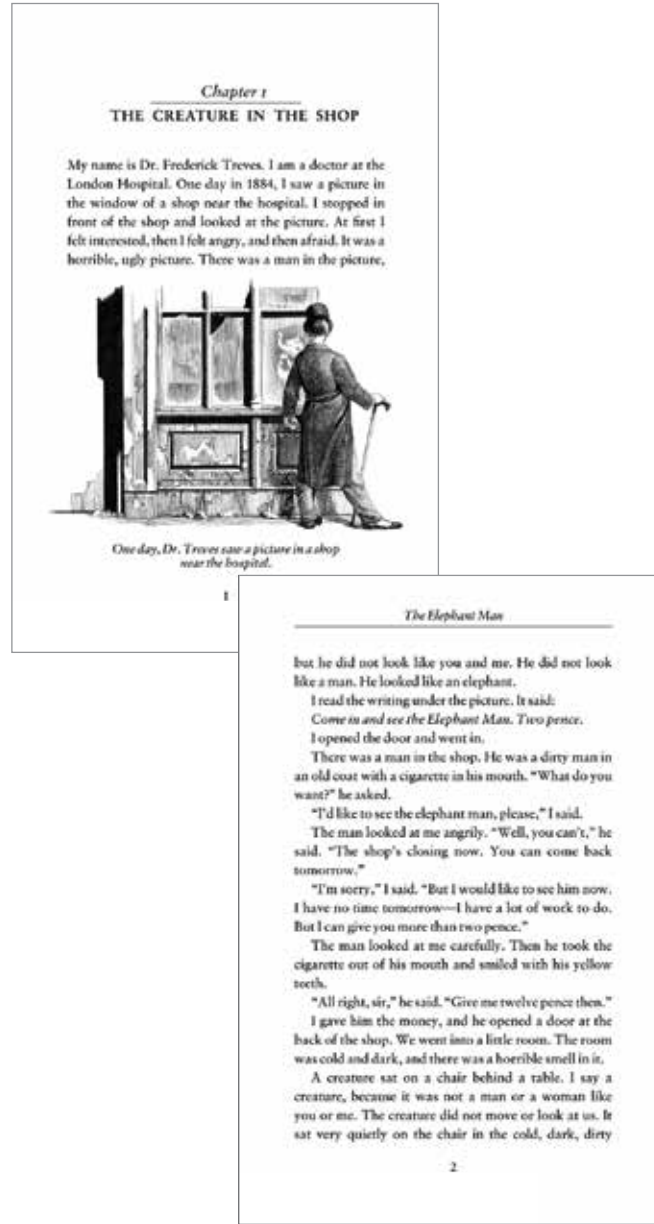 Chapter 1
THE CREATURE IN THE SHOP
My name is Dr. Frederick Treves. I am a doctor at the
London Hospital. One day in 1884, I saw a picture in
the window of a shop near the hospital. I stopped in
front of the shop and looked at the picture. At first I
felt interested, then I felt angry, and then afraid. It was a
horrible, ugly picture. There was a man in the picture,
One day, Dr. Treves saw a picture in a shop
near the hospital.
1
The Elephant Man
but he did not look like you and me. He did not look
like a man. He looked like an elephant.
I read the writing under the picture. It said:
Come in and see the Elephant Man. Two pence.
I opened the door and went in.
There was a man in the shop. He was a dirty man in
an old coat with a cigarette in his mouth. “What do you
want?” he asked.
“I’d like to see the elephant man, please,” I said.
The man looked at me angrily. “Well, you can’t,” he
said. “The shop’s closing now. You can come back
tomorrow.”
“I’m sorry,” I said. “But I would like to see him now.
I have no time tomorrow—I have a lot of work to do.
But I can give you more than two pence.”
The man looked at me carefully. Then he took the
cigarette out of his mouth and smiled with his yellow
teeth.
“All right, sir,” he said. “Give me twelve pence then.”
I gave him the money, and he opened a door at the
back of the shop. We went into a little room. The room
was cold and dark, and there was a horrible smell in it.
A creature sat on a chair behind a table. I say a
creature, because it was not a man or a woman like
you or me. The creature did not move or look at us. It
sat very quietly on the chair in the cold, dark, dirty
2